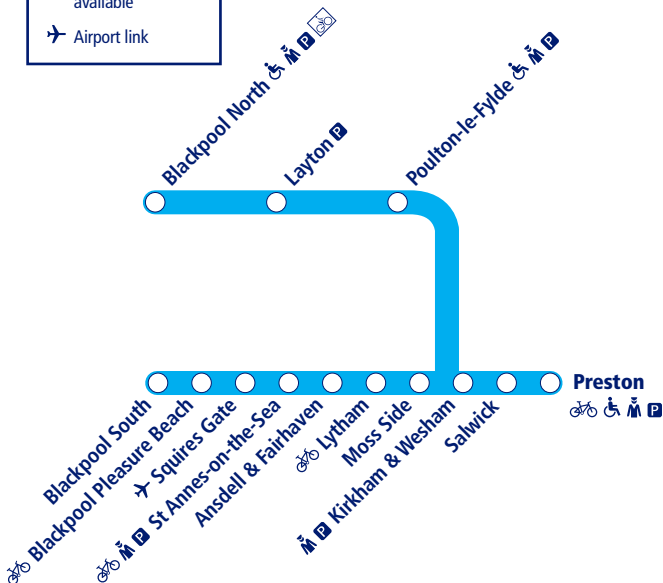 available
Airport link
Blackpool North P
Layton P
Poulton-le-Fylde P
Preston
P
Blackpool South
Blackpool Pleasure Beach
Squires Gate
P St Annes-on-the-Sea
Ansdell & Fairhaven
Lytham
Moss Side
P Kirkham & Wesham
Salwick